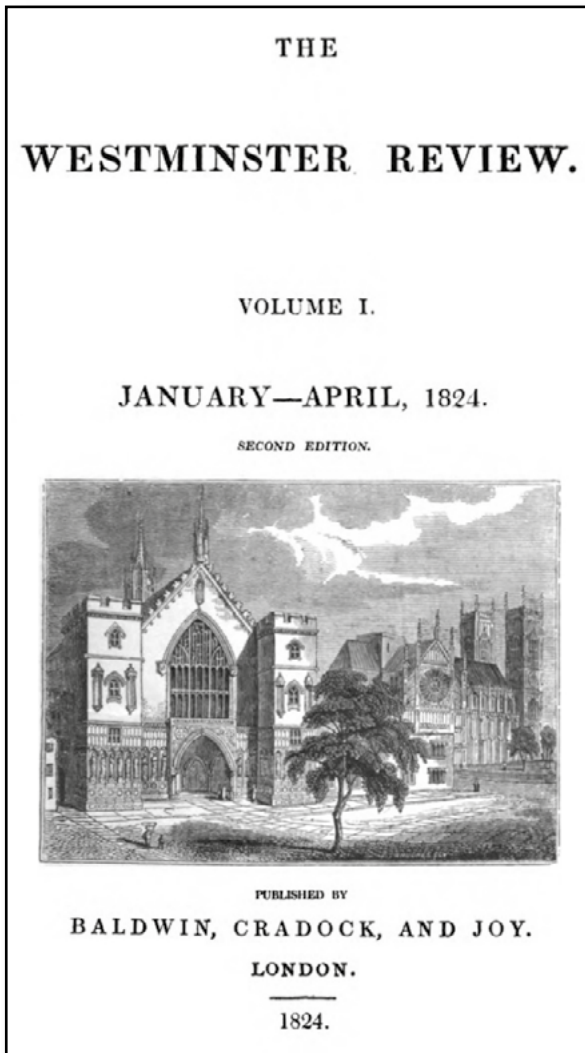 THE
WESTMINSTER REVIEW.
VOLUME I.
JANUARY—APRIL, 1824.
SECOND EDITION.
PUBLISHED BY
BALDWIN, CRADOCK, AND JOY.
LONDON.
1824.